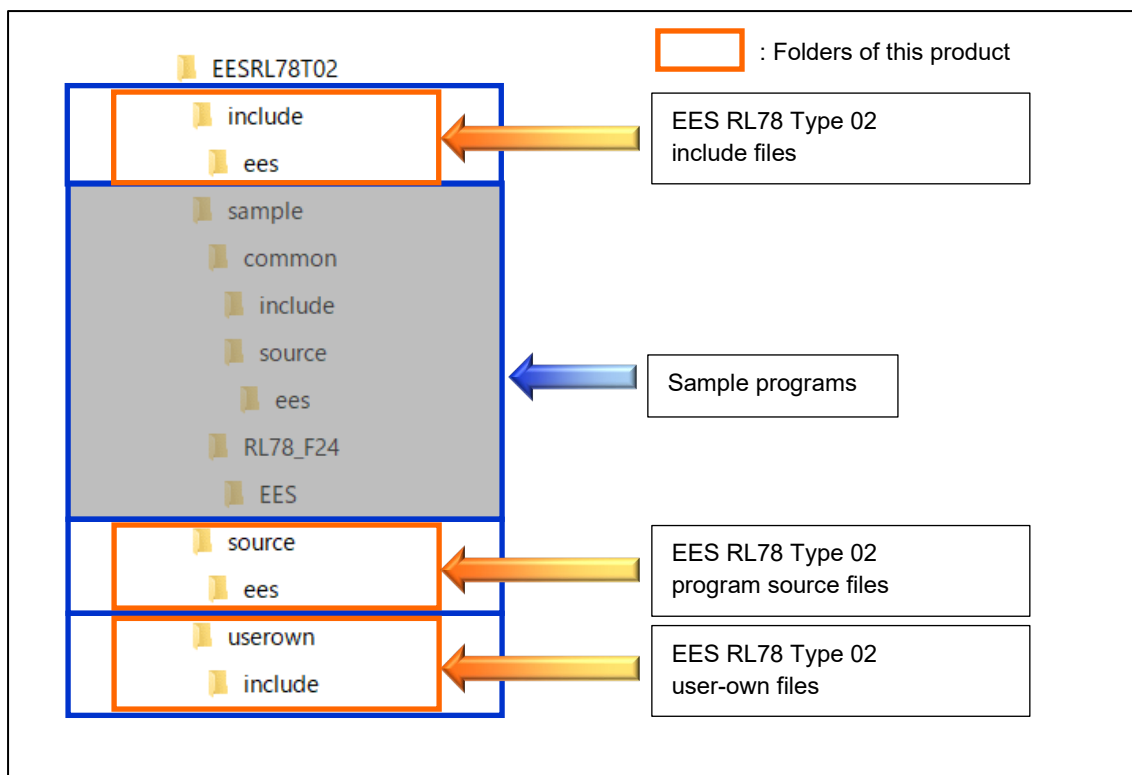 EESRL78T02
: Folders of this product
include
ees
EES RL78 Type 02
include files
sample
common
include
source
ees
RL78_F24
EES
Sample programs
source
ees
EES RL78 Type 02
program source files
userown
include
EES RL78 Type 02
user-own files